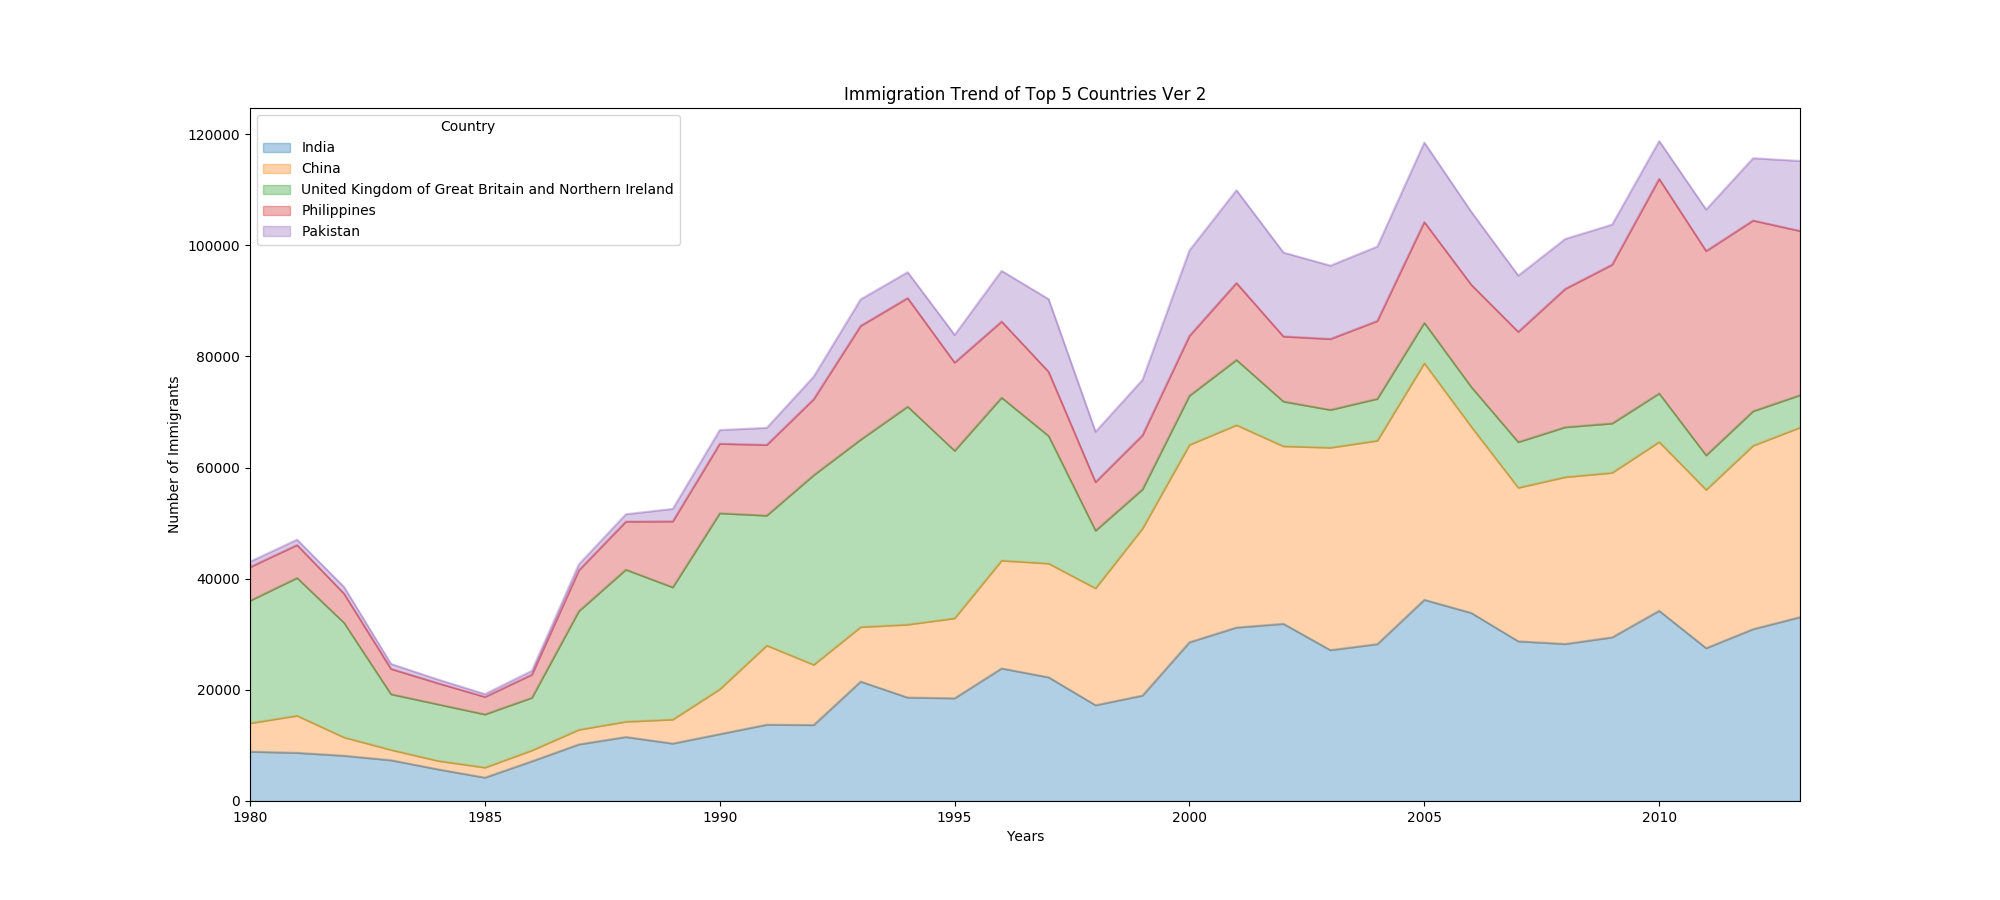 Immigration Trend of Top 5 Countries Ver 2
Country
India
China
United Kingdom of Great Britain and Northern Ireland
Philippines
Pakistan
Number of Immigrants
120000
100000
80000
60000
40000
20000
0
1980 1985 1990 1995 2000 2005 2010
Years